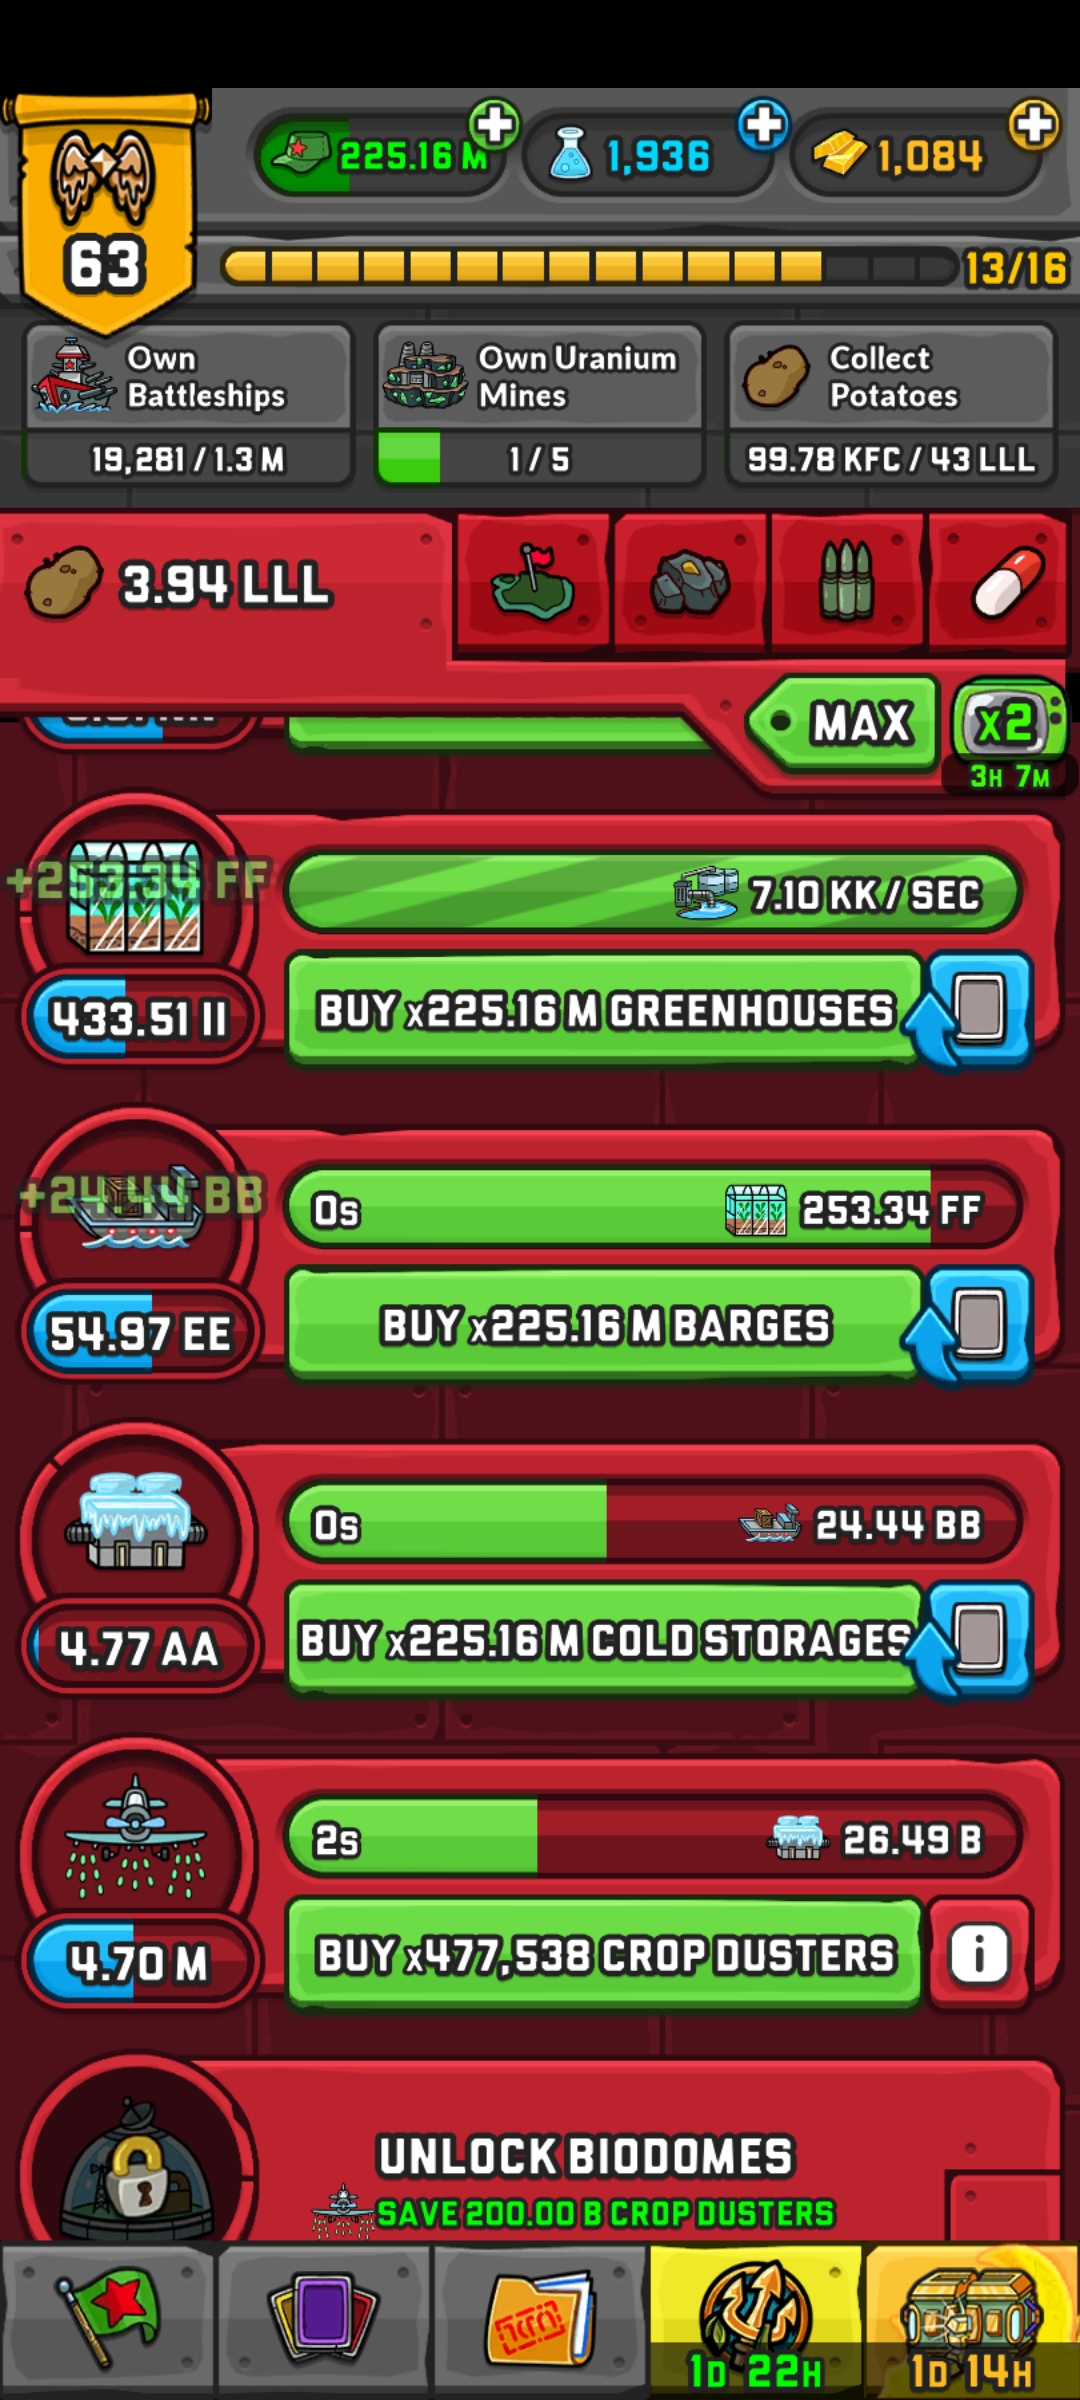 225.16 M
1,936
1,084
63
13/16
Own
Battleships
19,281 / 1.3 M
Own Uranium
Mines
1 / 5
Collect
Potatoes
99.78 KFC / 43 LLL
3.94 LLL
MAX
x2
3H 7M
+253.34 FF
7.10 KK / SEC
433.51 II
BUY x225.16 M GREENHOUSES
+24.44 BB
0s
253.34 FF
54.97 EE
BUY x225.16 M BARGES
0s
24.44 BB
4.77 AA
BUY x225.16 M COLD STORAGES
2s
26.49 B
4.70 M
BUY x477,538 CROP DUSTERS
i
UNLOCK BIODOMES
SAVE 200.00 B CROP DUSTERS
1D 22H
1D 14H